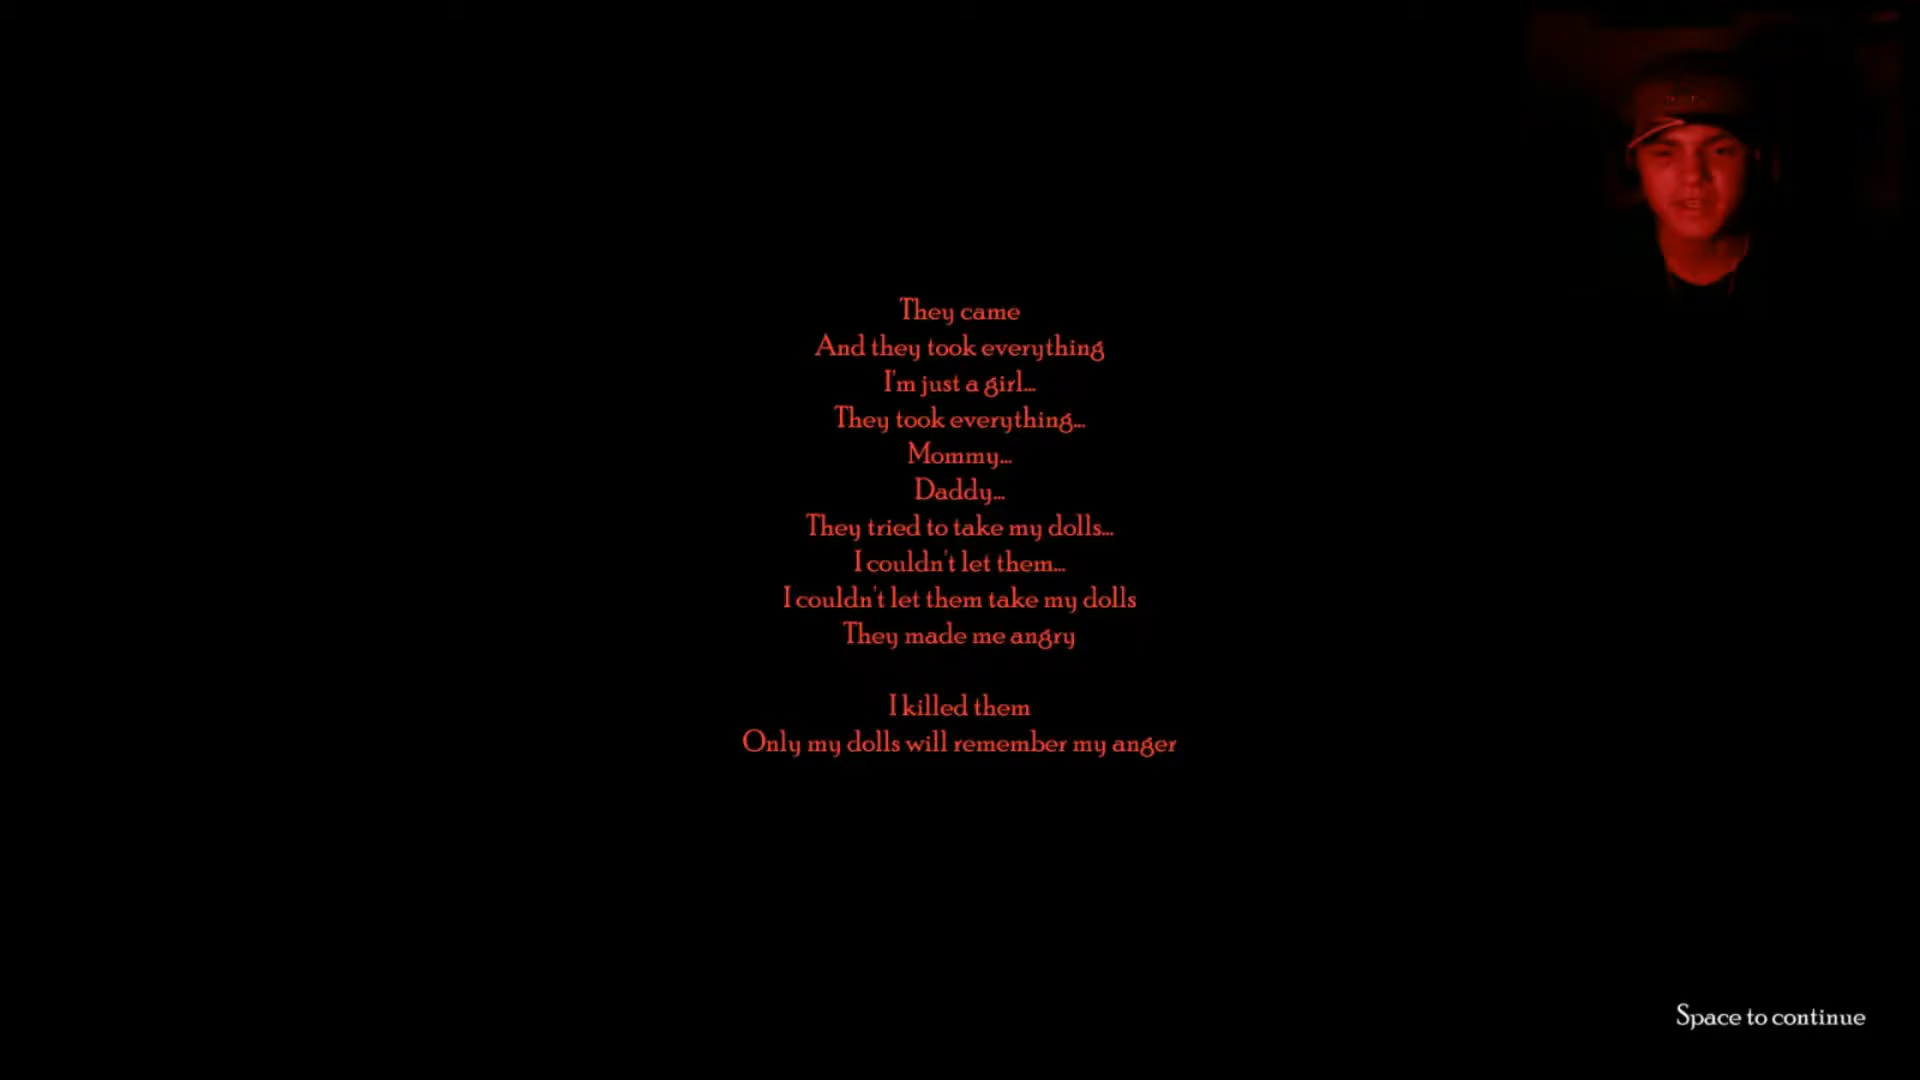 They came
And they took everything
I'm just a girl...
They took everything...
Mommy...
Daddy...
They tried to take my dolls...
I couldn't let them...
I couldn't let them take my dolls
They made me angry
I killed them
Only my dolls will remember my anger
Space to continue